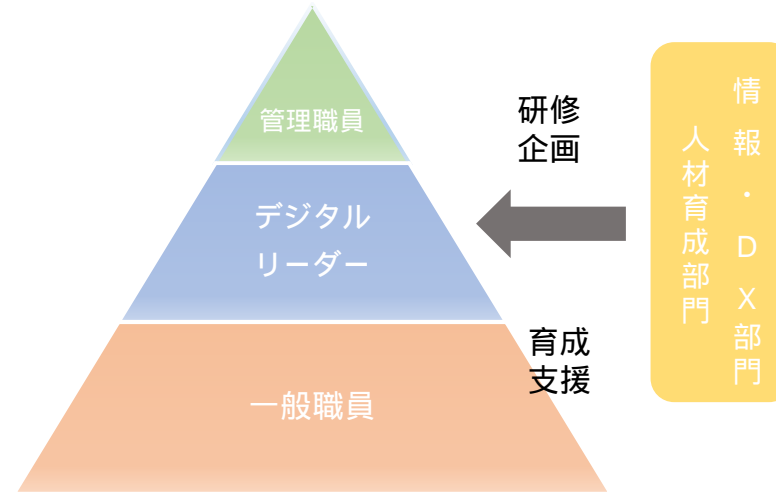 管理職員
デジタル
リーダー
一般職員
研修
企画
育成
支援
情報・DX部門
人材育成部門